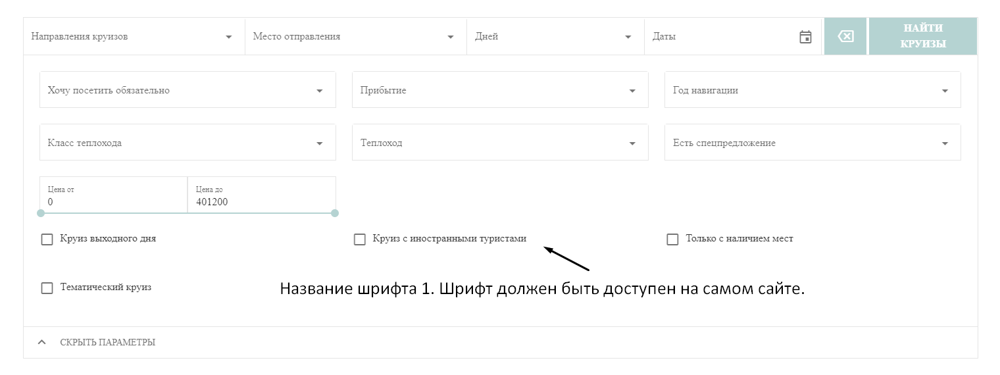 Направления круизов
Место отправления
Дней
Даты
НАЙТИ
КРУИЗЫ
Хочу посетить обязательно
Прибытие
Год навигации
Класс теплохода
Теплоход
Есть спецпредложение
Цена от
0
Цена до
401200
Круиз выходного дня
Круиз с иностранными туристами
Только с наличием мест
Тематический круиз
Название шрифта 1. Шрифт должен быть доступен на самом сайте.
СКРЫТЬ ПАРАМЕТРЫ